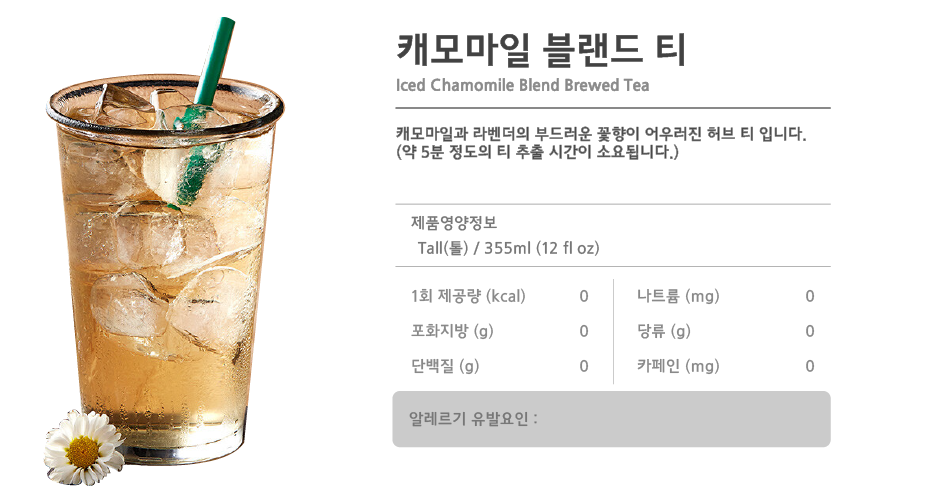 캐모마일 블랜드 티
Iced Chamomile Blend Brewed Tea
캐모마일과 라벤더의 부드러운 꽃향이 어우러진 허브 티 입니다.
(약 5분 정도의 티 추출 시간이 소요됩니다.)
제품영양정보
Tall(톨) / 355ml (12 fl oz)
1회 제공량 (kcal) 0 나트륨 (mg) 0
포화지방 (g) 0 당류 (g) 0
단백질 (g) 0 카페인 (mg) 0
알레르기 유발요인 :